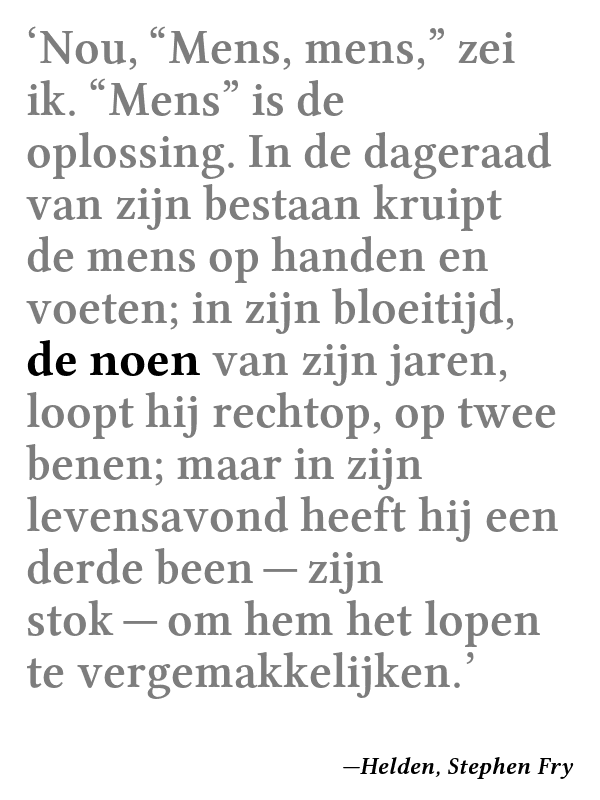 ‘Nou, “Mens, mens,” zei
ik. “Mens” is de
oplossing. In de dageraad
van zijn bestaan kruipt
de mens op handen en
voeten; in zijn bloeitijd,
de noen van zijn jaren,
loopt hij rechtop, op twee
benen; maar in zijn
levensavond heeft hij een
derde been — zijn
stok — om hem het lopen
te vergemakkelijken.’
—Helden, Stephen Fry